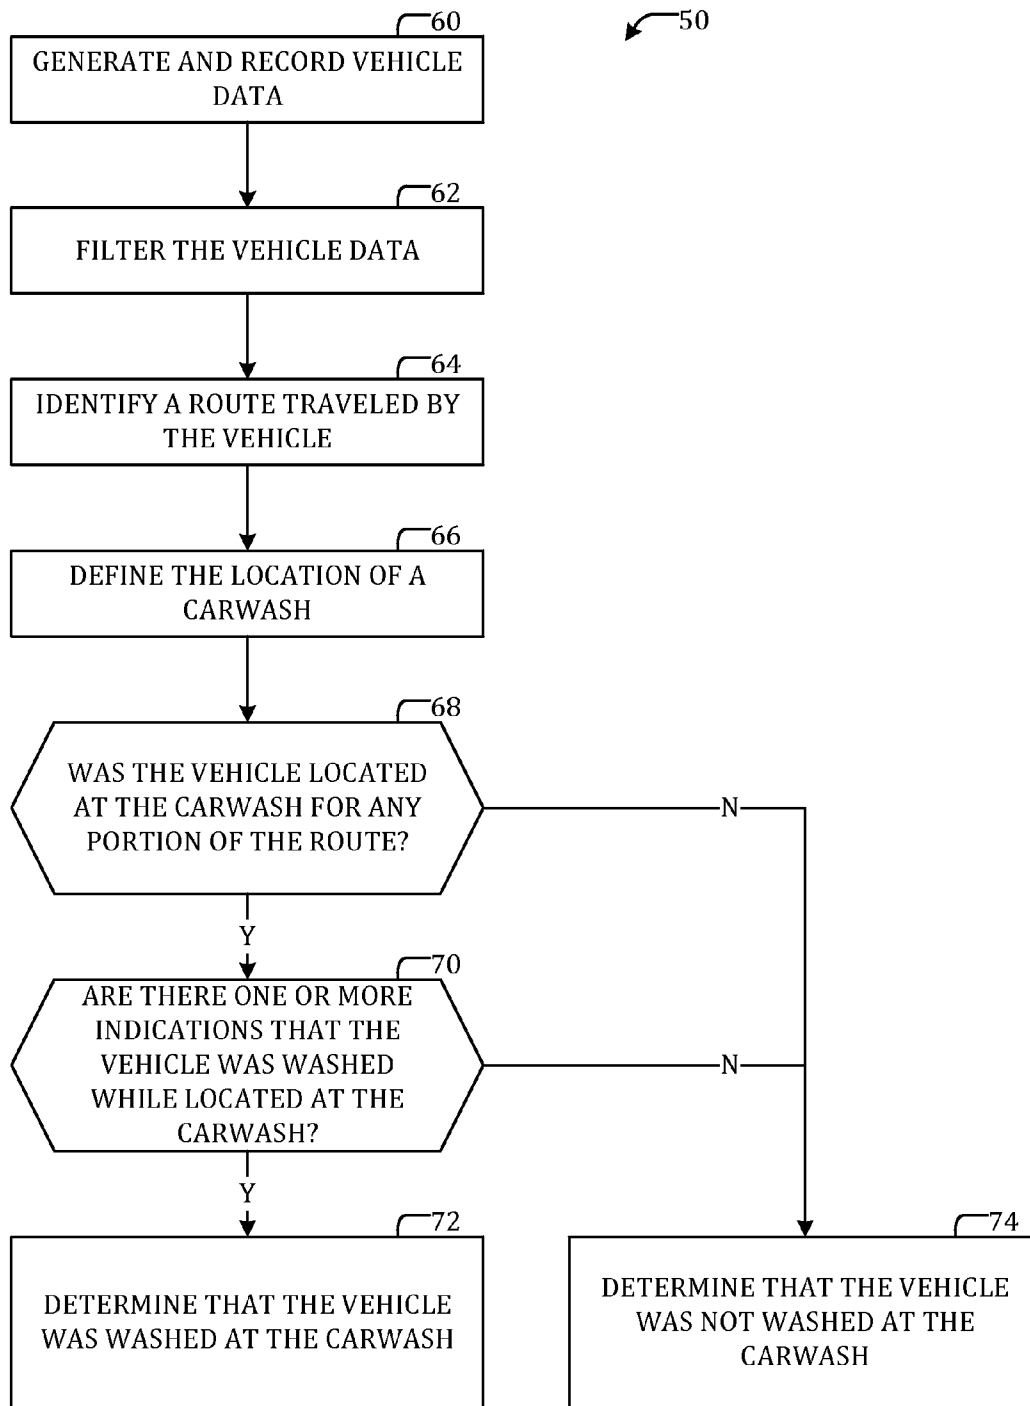 60
50
GENERATE AND RECORD VEHICLE
DATA
62
FILTER THE VEHICLE DATA
64
IDENTIFY A ROUTE TRAVELED BY
THE VEHICLE
66
DEFINE THE LOCATION OF A
CARWASH
68
WAS THE VEHICLE LOCATED
AT THE CARWASH FOR ANY
PORTION OF THE ROUTE?
N
Y
70
ARE THERE ONE OR MORE
INDICATIONS THAT THE
VEHICLE WAS WASHED
WHILE LOCATED AT THE
CARWASH?
N
Y
72
DETERMINE THAT THE VEHICLE
WAS WASHED AT THE CARWASH
74
DETERMINE THAT THE VEHICLE
WAS NOT WASHED AT THE
CARWASH